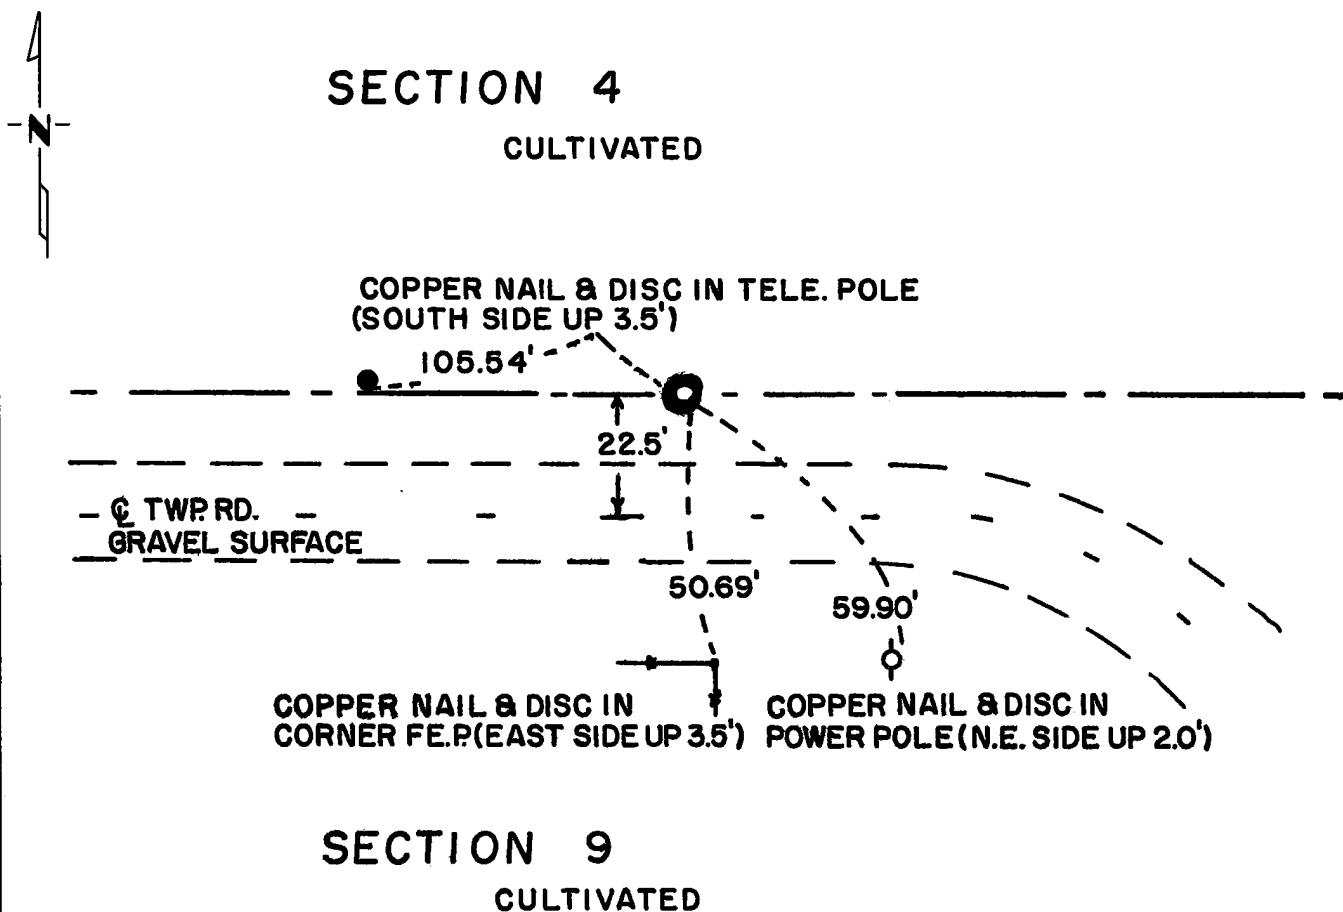 N
SECTION 4
CULTIVATED
COPPER NAIL & DISC IN TELE. POLE
(SOUTH SIDE UP 3.5')
105.54'
22.5'
℄ TWP. RD.
GRAVEL SURFACE
50.69'
59.90'
COPPER NAIL & DISC IN
CORNER FE.P. (EAST SIDE UP 3.5')
COPPER NAIL & DISC IN
POWER POLE (N.E. SIDE UP 2.0')
SECTION 9
CULTIVATED